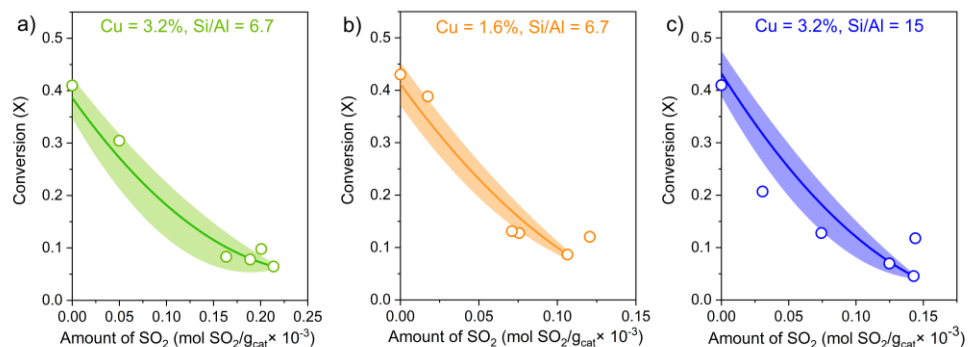 a)
Cu = 3.2%, Si/Al = 6.7
0.5
0.4
0.3
0.2
0.1
0.0
Conversion (X)
0.00 0.05 0.10 0.15 0.20 0.25
Amount of SO₂ (mol SO₂/g_cat× 10⁻³)
b)
Cu = 1.6%, Si/Al = 6.7
0.5
0.4
0.3
0.2
0.1
0.0
Conversion (X)
0.00 0.05 0.10 0.15
Amount of SO₂ (mol SO₂/g_cat× 10⁻³)
c)
Cu = 3.2%, Si/Al = 15
0.5
0.4
0.3
0.2
0.1
0.0
Conversion (X)
0.00 0.05 0.10 0.15
Amount of SO₂ (mol SO₂/g_cat× 10⁻³)